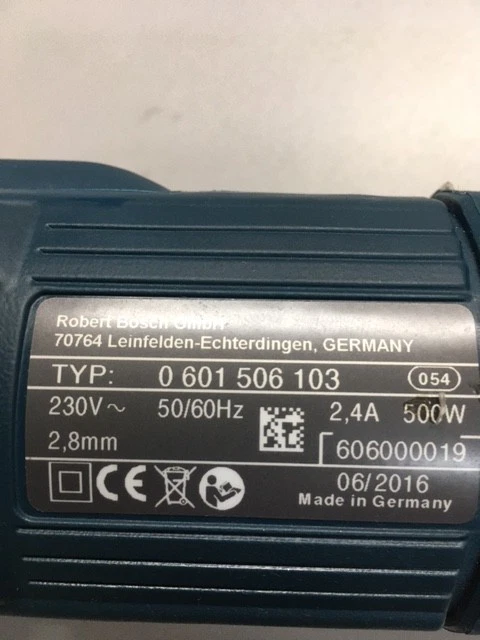 Robert Bosch GmbH
70764 Leinfelden-Echterdingen, GERMANY
TYP: 0 601 506 103 054
230V~ 50/60Hz 2,4A 500W
2,8mm 606000019
CE 06/2016
Made in Germany